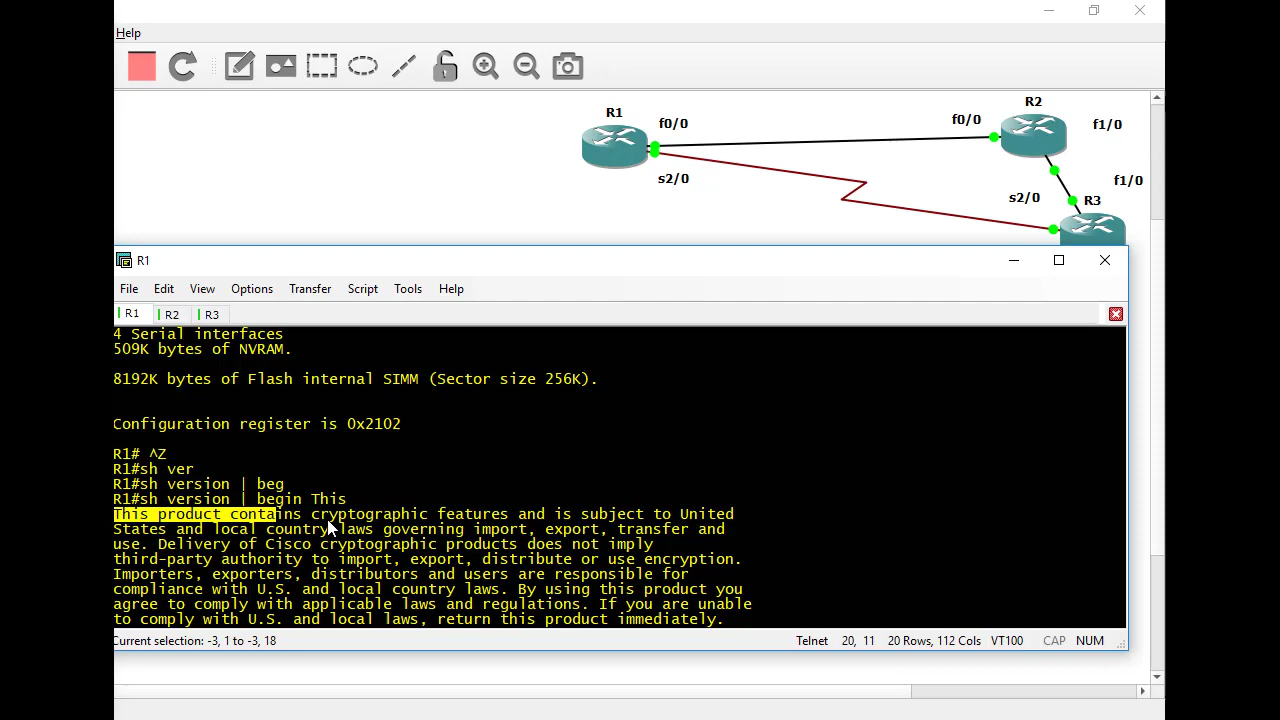 Help
R1
f0/0
f0/0
R2
f1/0
s2/0
s2/0
f1/0
R3
R1
File Edit View Options Transfer Script Tools Help
R1 R2 R3
4 Serial interfaces
509K bytes of NVRAM.
8192K bytes of Flash internal SIMM (Sector size 256K).
Configuration register is 0x2102
R1# ^Z
R1#sh ver
R1#sh version | beg
R1#sh version | begin This
This product contains cryptographic features and is subject to United
States and local country laws governing import, export, transfer and
use. Delivery of Cisco cryptographic products does not imply
third-party authority to import, export, distribute or use encryption.
Importers, exporters, distributors and users are responsible for
compliance with U.S. and local country laws. By using this product you
agree to comply with applicable laws and regulations. If you are unable
to comply with U.S. and local laws, return this product immediately.
Current selection: -3, 1 to -3, 18 Telnet 20, 11 20 Rows, 112 Cols VT100 CAP NUM